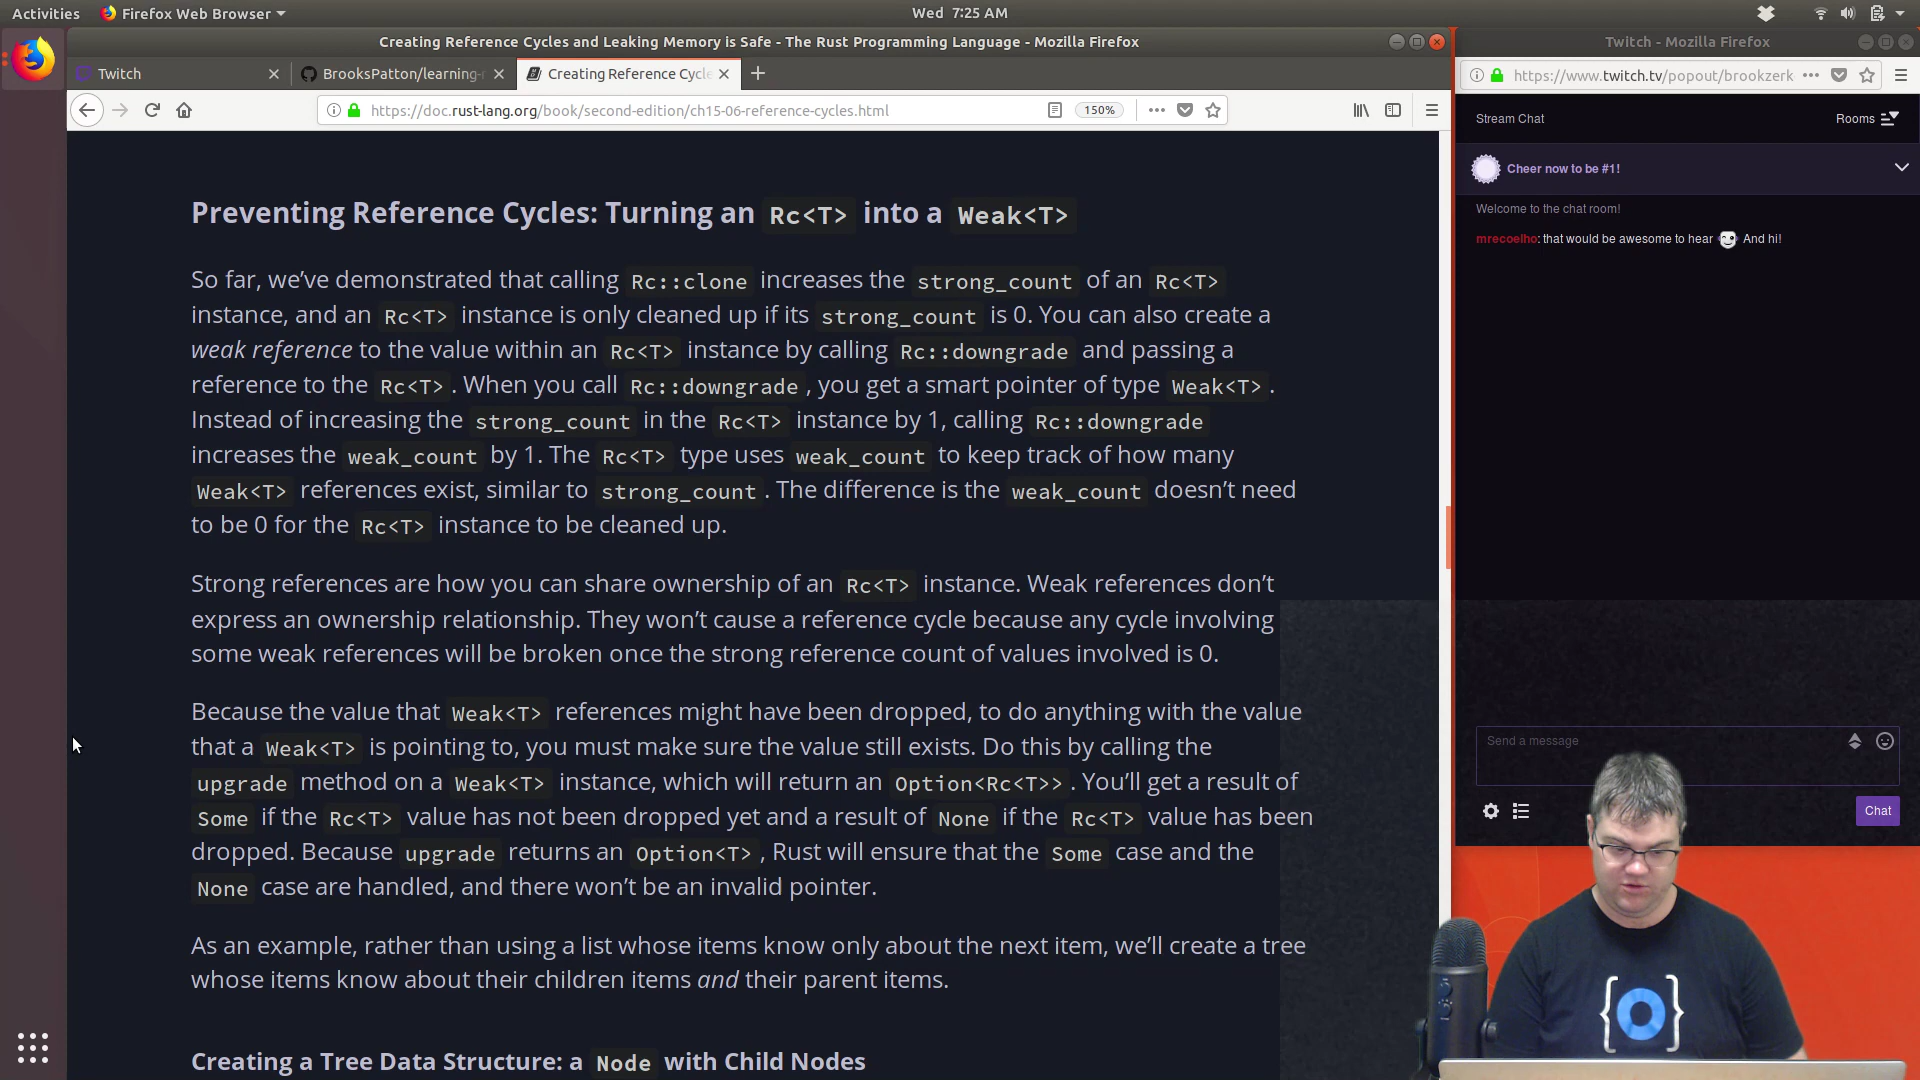 Activities
Firefox Web Browser
Wed 7:25 AM
Creating Reference Cycles and Leaking Memory is Safe - The Rust Programming Language - Mozilla Firefox
Twitch - Mozilla Firefox
Twitch
BrooksPatton/learning-
Creating Reference Cycle
https://www.twitch.tv/popout/brookzerk
https://doc.rust-lang.org/book/second-edition/ch15-06-reference-cycles.html
150%
Stream Chat
Rooms
Cheer now to be #1!
Welcome to the chat room!
mrecoelho: that would be awesome to hear And hi!
Preventing Reference Cycles: Turning an Rc<T> into a Weak<T>
So far, we’ve demonstrated that calling Rc::clone increases the strong_count of an Rc<T>
instance, and an Rc<T> instance is only cleaned up if its strong_count is 0. You can also create a
weak reference to the value within an Rc<T> instance by calling Rc::downgrade and passing a
reference to the Rc<T>. When you call Rc::downgrade, you get a smart pointer of type Weak<T>.
Instead of increasing the strong_count in the Rc<T> instance by 1, calling Rc::downgrade
increases the weak_count by 1. The Rc<T> type uses weak_count to keep track of how many
Weak<T> references exist, similar to strong_count. The difference is the weak_count doesn’t need
to be 0 for the Rc<T> instance to be cleaned up.
Strong references are how you can share ownership of an Rc<T> instance. Weak references don’t
express an ownership relationship. They won’t cause a reference cycle because any cycle involving
some weak references will be broken once the strong reference count of values involved is 0.
Because the value that Weak<T> references might have been dropped, to do anything with the value
that a Weak<T> is pointing to, you must make sure the value still exists. Do this by calling the
upgrade method on a Weak<T> instance, which will return an Option<Rc<T>>. You’ll get a result of
Some if the Rc<T> value has not been dropped yet and a result of None if the Rc<T> value has been
dropped. Because upgrade returns an Option<T>, Rust will ensure that the Some case and the
None case are handled, and there won’t be an invalid pointer.
As an example, rather than using a list whose items know only about the next item, we’ll create a tree
whose items know about their children items and their parent items.
Creating a Tree Data Structure: a Node with Child Nodes
Send a message
Chat